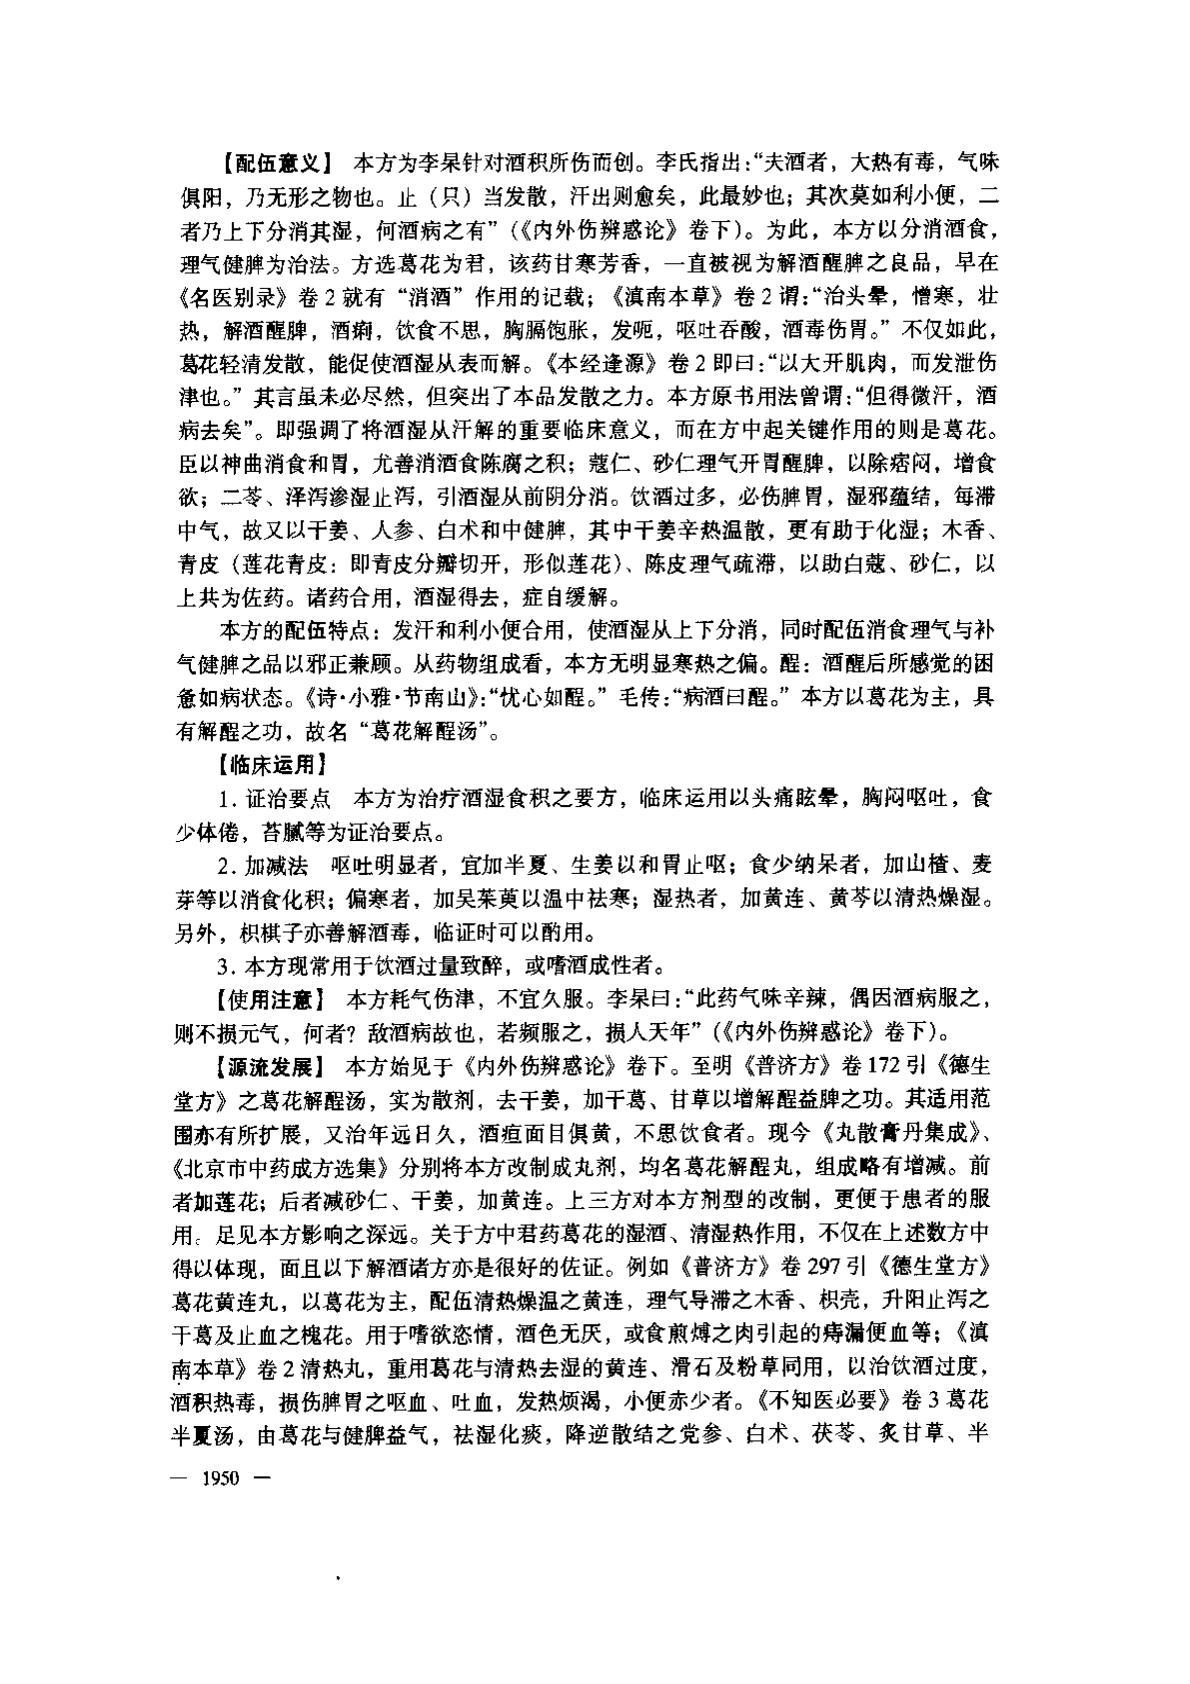 【配伍意义】 本方为李杲针对酒积所伤而创。李氏指出:“夫酒者，大热有毒，气味
俱阳，乃无形之物也。止（只）当发散，汗出则愈矣，此最妙也；其次莫如利小便，二
者乃上下分消其湿，何酒病之有”（《内外伤辨惑论》卷下）。为此，本方以分消酒食，
理气健脾为治法。方选葛花为君，该药甘寒芳香，一直被视为解酒醒脾之良品，早在
《名医别录》卷2就有“消酒”作用的记载；《滇南本草》卷2谓:“治头晕，憎寒，壮
热，解酒醒脾，酒痢，饮食不思，胸膈饱胀，发呃，呕吐吞酸，酒毒伤胃。”不仅如此，
葛花轻清发散，能促使酒湿从表而解。《本经逢源》卷2即曰:“以大开肌肉，而发泄伤
津也。”其言虽未必尽然，但突出了本品发散之力。本方原书用法曾谓:“但得微汗，酒
病去矣”。即强调了将酒湿从汗解的重要临床意义，而在方中起关键作用的则是葛花。
臣以神曲消食和胃，尤善消酒食陈腐之积；蔻仁、砂仁理气开胃醒脾，以除痞闷，增食
欲；二苓、泽泻渗湿止泻，引酒湿从前阴分消。饮酒过多，必伤脾胃，湿邪蕴结，每滞
中气，故又以干姜、人参、白术和中健脾，其中干姜辛热温散，更有助于化湿；木香、
青皮（莲花青皮：即青皮分瓣切开，形似莲花）、陈皮理气疏滞，以助白蔻、砂仁，以
上共为佐药。诸药合用，酒湿得去，症自缓解。
本方的配伍特点：发汗和利小便合用，使酒湿从上下分消，同时配伍消食理气与补
气健脾之品以邪正兼顾。从药物组成看，本方无明显寒热之偏。酲：酒醒后所感觉的困
惫如病状态。《诗·小雅·节南山》:“忧心如酲。”毛传:“病酒曰酲。”本方以葛花为主，具
有解酲之功，故名“葛花解酲汤”。
【临床运用】
1. 证治要点 本方为治疗酒湿食积之要方，临床运用以头痛眩晕，胸闷呕吐，食
少体倦，苔腻等为证治要点。
2. 加减法 呕吐明显者，宜加半夏、生姜以和胃止呕；食少纳呆者，加山楂、麦
芽等以消食化积；偏寒者，加吴茱萸以温中祛寒；湿热者，加黄连、黄芩以清热燥湿。
另外，枳椇子亦善解酒毒，临证时可以酌用。
3. 本方现常用于饮酒过量致醉，或嗜酒成性者。
【使用注意】 本方耗气伤津，不宜久服。李杲曰:“此药气味辛辣，偶因酒病服之，
则不损元气，何者？敌酒病故也，若频服之，损人天年”（《内外伤辨惑论》卷下）。
【源流发展】 本方始见于《内外伤辨惑论》卷下。至明《普济方》卷172引《德生
堂方》之葛花解酲汤，实为散剂，去干姜，加干葛、甘草以增解酲益脾之功。其适用范
围亦有所扩展，又治年远日久，酒疸面目俱黄，不思饮食者。现今《丸散膏丹集成》、
《北京市中药成方选集》分别将本方改制成丸剂，均名葛花解酲丸，组成略有增减。前
者加莲花；后者减砂仁、干姜，加黄连。上三方对本方剂型的改制，更便于患者的服
用。足见本方影响之深远。关于方中君药葛花的湿酒、清湿热作用，不仅在上述数方中
得以体现，面且以下解酒诸方亦是很好的佐证。例如《普济方》卷297引《德生堂方》
葛花黄连丸，以葛花为主，配伍清热燥温之黄连，理气导滞之木香、枳壳，升阳止泻之
干葛及止血之槐花。用于嗜欲恣情，酒色无厌，或食煎煿之肉引起的痔漏便血等；《滇
南本草》卷2清热丸，重用葛花与清热去湿的黄连、滑石及粉草同用，以治饮酒过度，
酒积热毒，损伤脾胃之呕血、吐血，发热烦渴，小便赤少者。《不知医必要》卷3葛花
半夏汤，由葛花与健脾益气，祛湿化痰，降逆散结之党参、白术、茯苓、炙甘草、半
— 1950 —